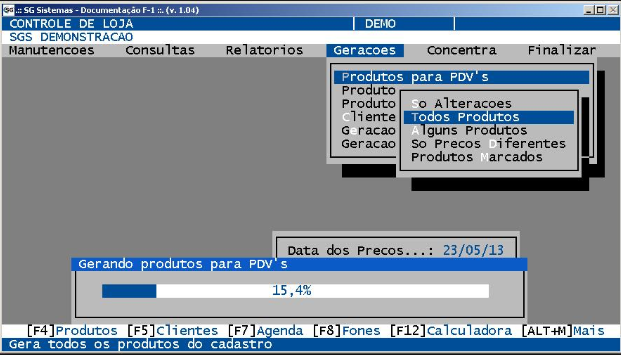 SG .:: SG Sistemas - Documentação F-1 ::. (v. 1.04)
CONTROLE DE LOJA DEMO
SGS DEMONSTRACAO
Manutencoes Consultas Relatorios Geracoes Concentra Finalizar
Produtos para PDV's
Produto
Produto So Alteracoes
Cliente Todos Produtos
Geracao Alguns Produtos
Geracao So Precos Diferentes
Produtos Marcados
Data dos Precos...: 23/05/13
Gerando produtos para PDV's
15,4%
[F4]Produtos [F5]Clientes [F7]Agenda [F8]Fones [F12]Calculadora [ALT+M]Mais
Gera todos os produtos do cadastro